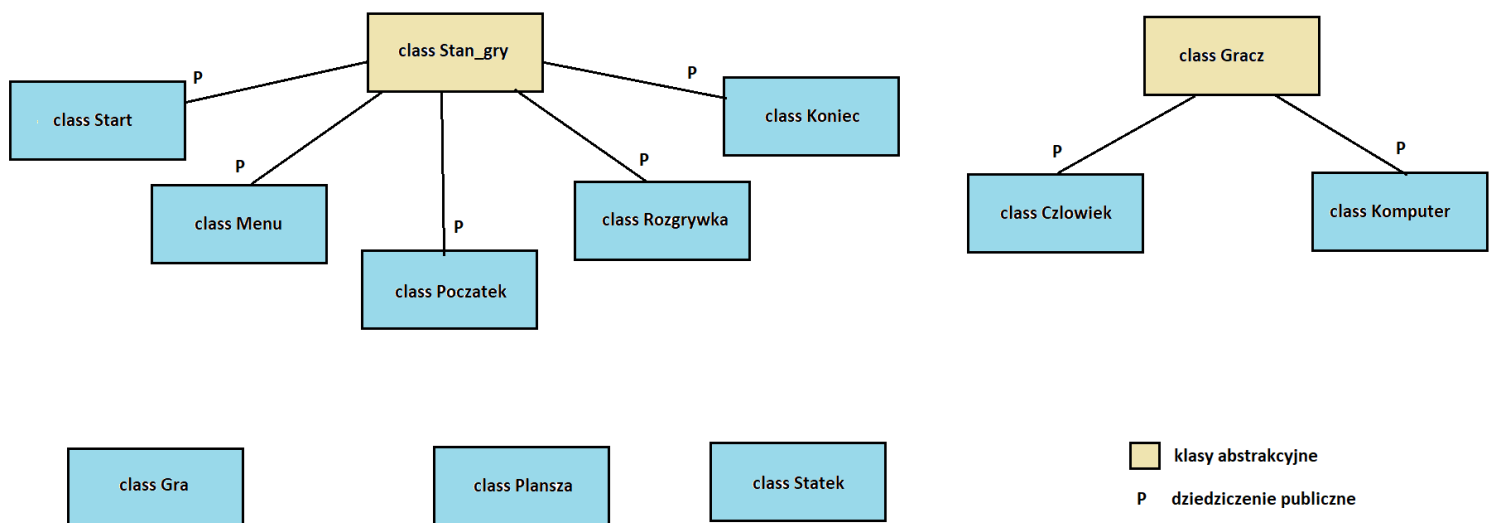 class Stan_gry
class Gracz
P
P
class Start
class Koniec
P
P
P
P
class Menu
class Rozgrywka
class Czlowiek
class Komputer
P
class Poczatek
class Gra
class Plansza
class Statek
klasy abstrakcyjne
P dziedziczenie publiczne